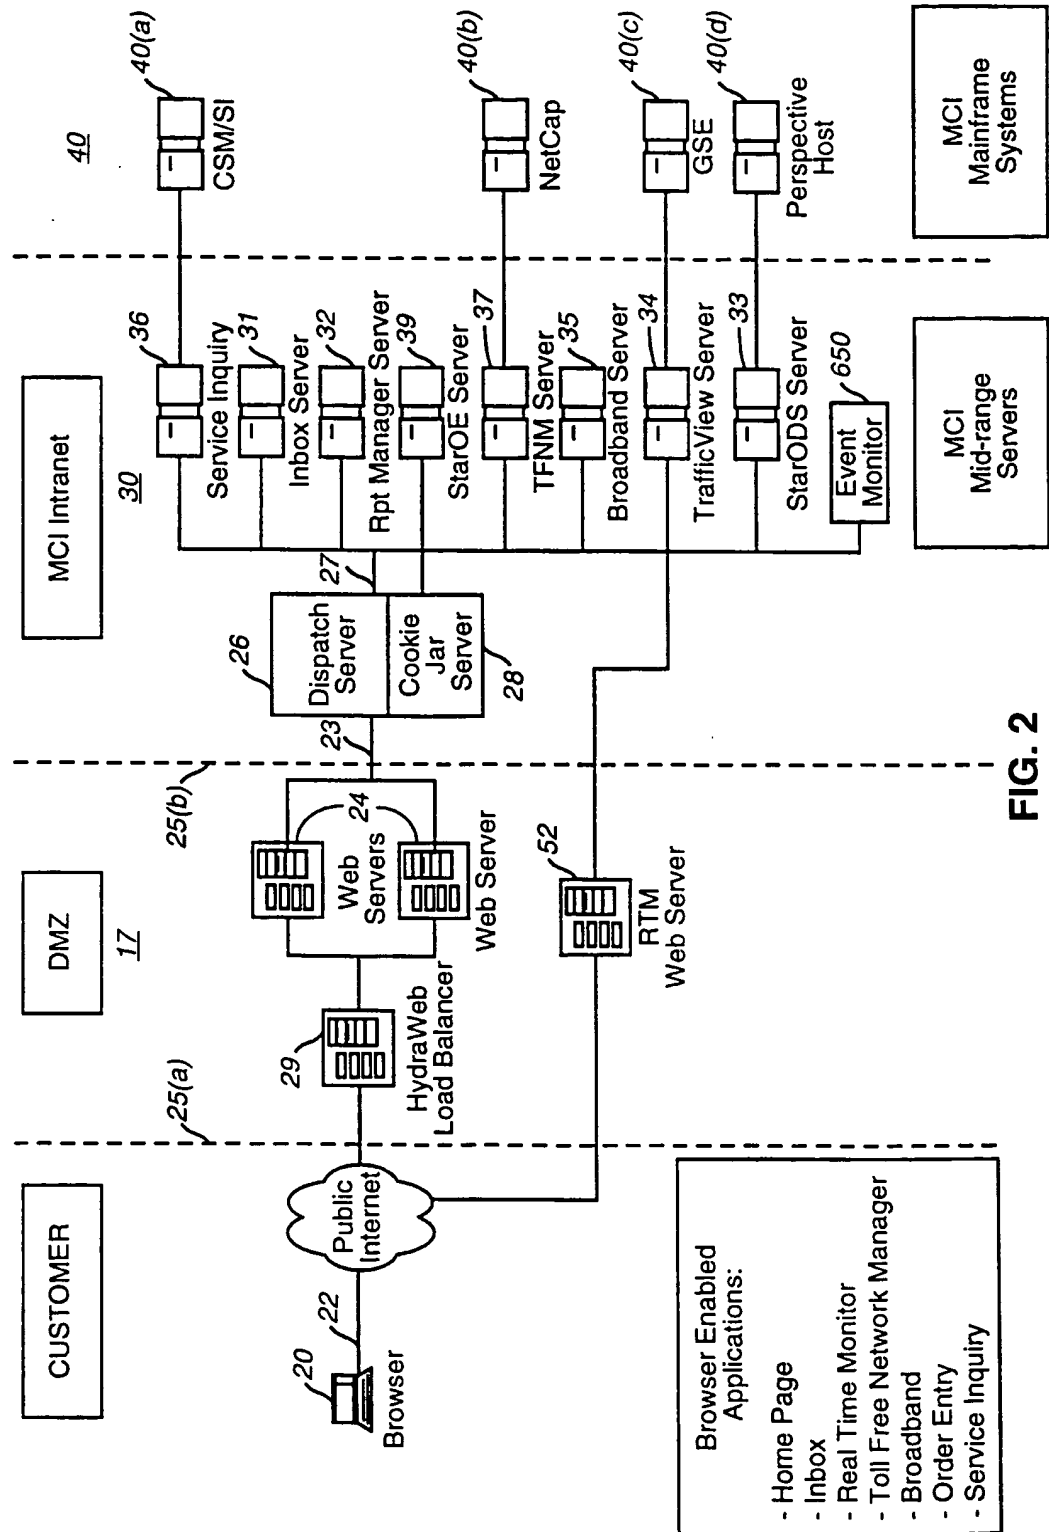 CUSTOMER
DMZ
17
MCI Intranet
30
40
25(a)
25(b)
20
Browser
22
Public
Internet
29
HydraWeb
Load Balancer
24
Web
Servers
Web Server
52
RTM
Web Server
23
26
Dispatch
Server
Cookie
Jar
Server
28
27
36
Service Inquiry
31
Inbox Server
32
Rpt Manager Server
39
StarOE Server
37
TFNM Server
35
Broadband Server
34
TrafficView Server
33
StarODS Server
650
Event
Monitor
40(a)
CSM/SI
40(b)
NetCap
40(c)
GSE
40(d)
Perspective
Host
Browser Enabled
Applications:
- Home Page
- Inbox
- Real Time Monitor
- Toll Free Network Manager
- Broadband
- Order Entry
- Service Inquiry
MCI
Mid-range
Servers
MCI
Mainframe
Systems
FIG. 2